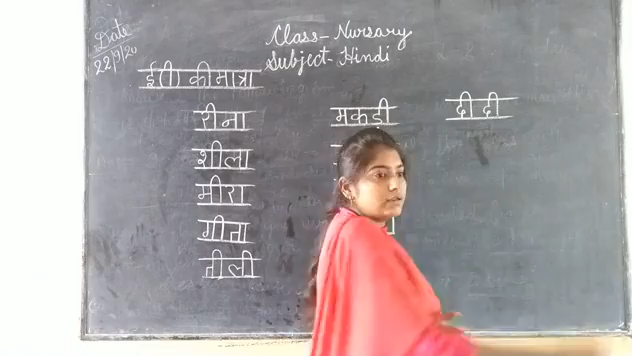 Date
22/9/20
Class- Nursary
Subject- Hindi
ई(ी) की मात्रा
रीना
शीला
मीरा
गीता
तीली
मकडी
दीदी